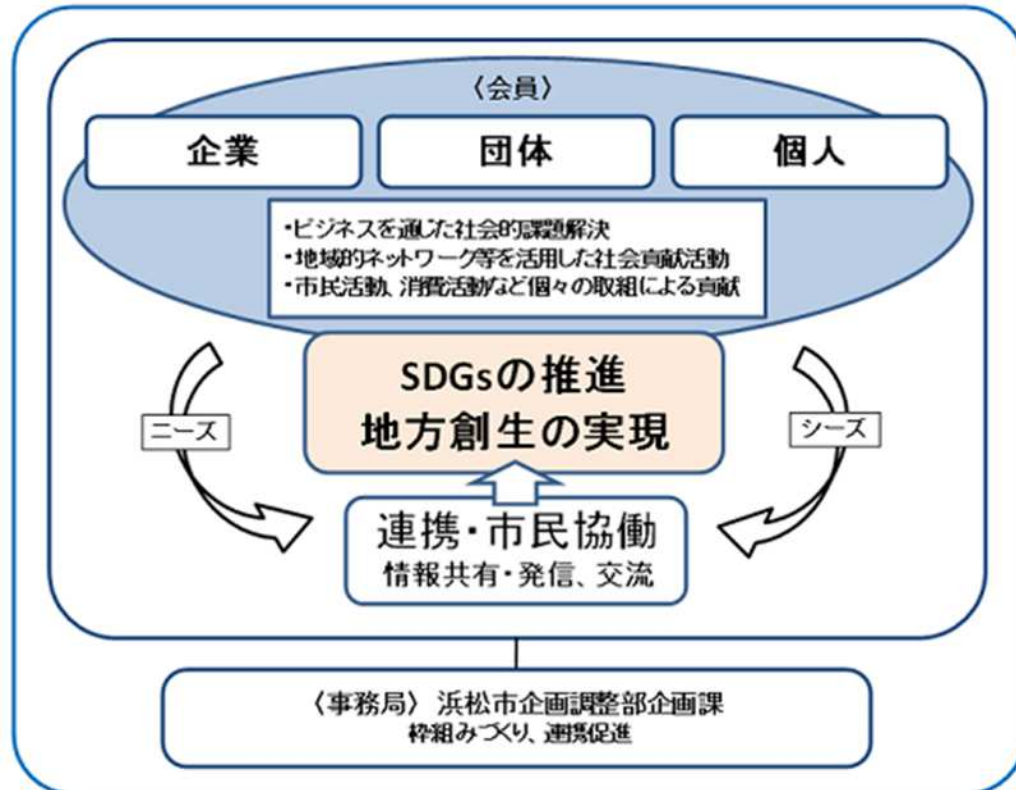 〈会員〉
企業
団体
個人
・ビジネスを通じた社会的課題解決
・地域的ネットワーク等を活用した社会貢献活動
・市民活動、消費活動など個々の取組による貢献
SDGsの推進
地方創生の実現
ニーズ
シーズ
連携・市民協働
情報共有・発信、交流
〈事務局〉 浜松市企画調整部企画課
枠組みづくり、連携促進